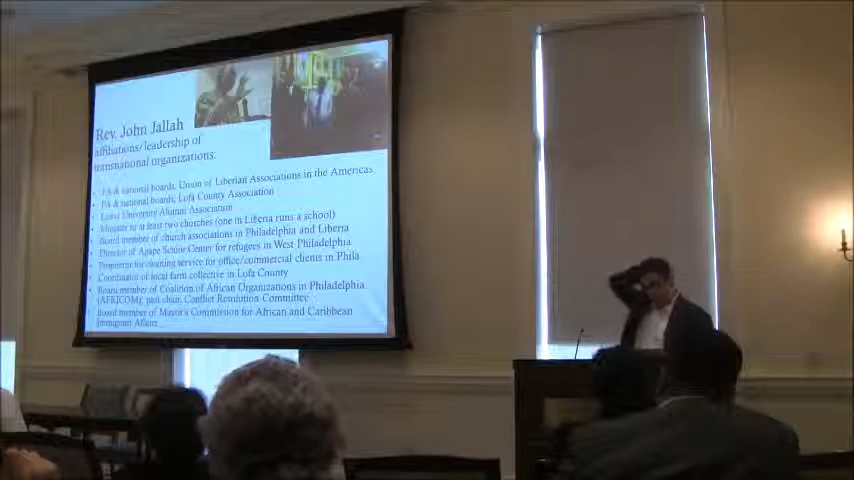 Rev. John Jallah
affiliations/leadership of
transnational organizations:
• PA & national boards, Union of Liberian Associations in the Americas,
• PA & national boards, Lofa County Association
• University Alumni Association
• Minister to at least two churches (one in Liberia runs a school)
• Board member of church associations in Philadelphia and Liberia
• Director of Agape Senior Center for refugees in West Philadelphia
• Proprietor for cleaning service for office/commercial clients in Phila
• Coordinator of local farm collective in Lofa County
• Board member of Coalition of African Organizations in Philadelphia,
(AFRICOM), past chair, Conflict Resolution Committee
• Board member of Mayor's Commission for African and Caribbean
Immigrant Affairs